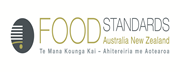 FOOD STANDARDS
Australia New Zealand
Te Mana Kounga Kai – Ahitereiria me Aotearoa